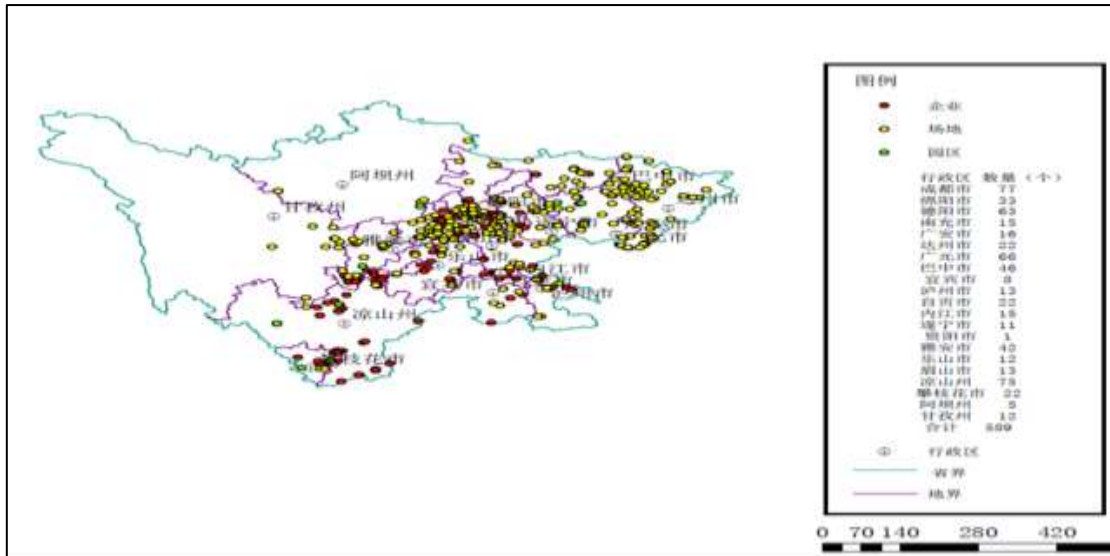 阿坝州
甘孜州
巴中市
乐山市
江市
凉山州
枝花市
图例
企业
场地
园区
行政区 数量(个)
成都市 77
绵阳市 33
德阳市 63
南充市 15
广安市 16
达州市 22
广元市 66
巴中市 46
宜宾市 8
泸州市 13
自贡市 22
内江市 15
遂宁市 11
资阳市 1
雅安市 42
乐山市 12
眉山市 13
凉山州 75
攀枝花市 22
阿坝州 5
甘孜州 12
合计 589
行政区
省界
地界
0 70 140 280 420